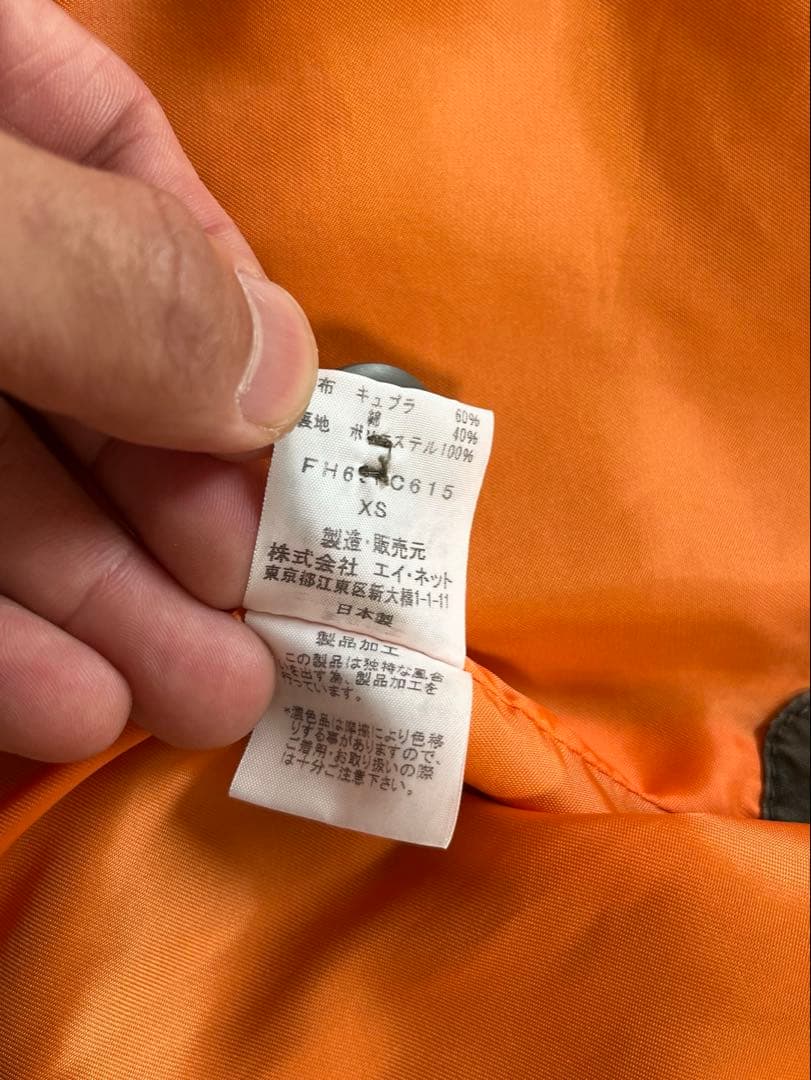 布 キュプラ 60%
綿 40%
裏地 ポリエステル100%
C615
XS
製造・販売元
株式会社 エイ・ネット
東京都江東区新大橋1-1-11
日本製
製品加工
この製品は独特な風合
いを出す為、製品加工を
行っています。
*濃色品は摩擦により色移
りする事がありますので、
ご着用・お取り扱いの際
は十分ご注意下さい。